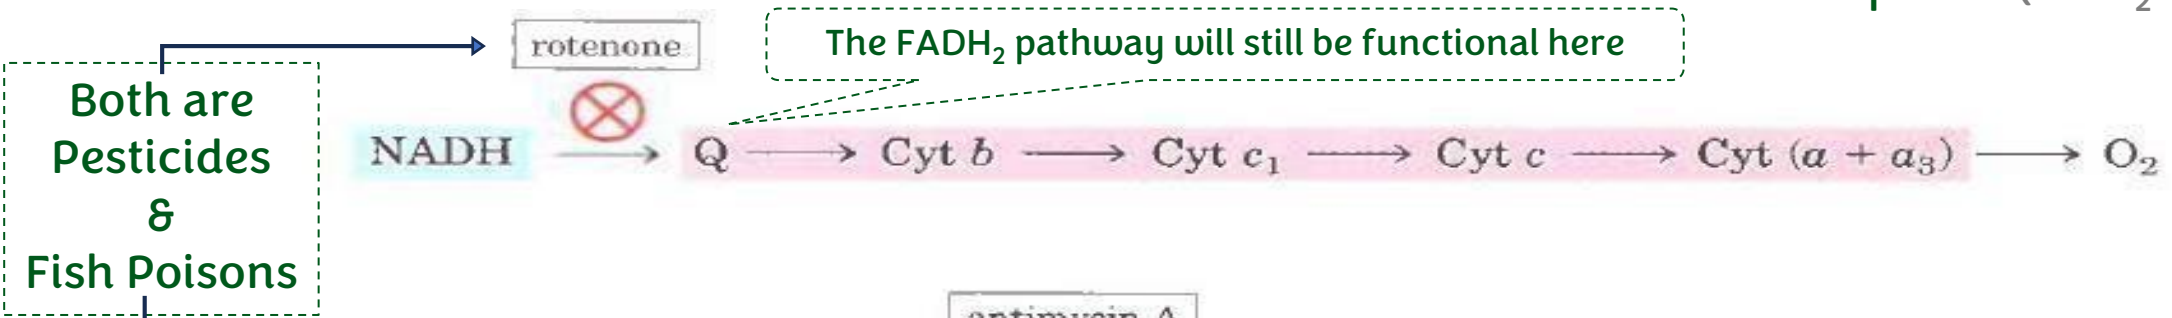 rotenone
The FADH₂ pathway will still be functional here
Both are
Pesticides
&
Fish Poisons
NADH → Q → Cyt b → Cyt c₁ → Cyt c → Cyt (a + a₃) → O₂
antimycin A